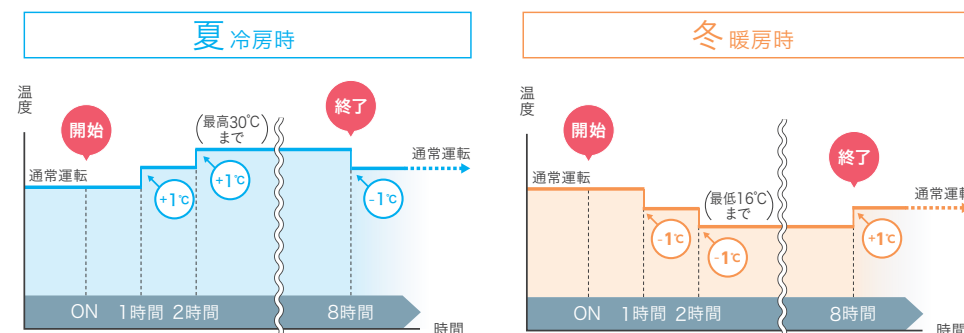 夏 冷房時
温度
開始
終了
(最高30℃)
まで
通常運転
通常運転
+1℃
+1℃
-1℃
ON 1時間 2時間 8時間
時間
冬 暖房時
温度
開始
終了
通常運転
通常運転
(最低16℃)
まで
-1℃
-1℃
+1℃
ON 1時間 2時間 8時間
時間